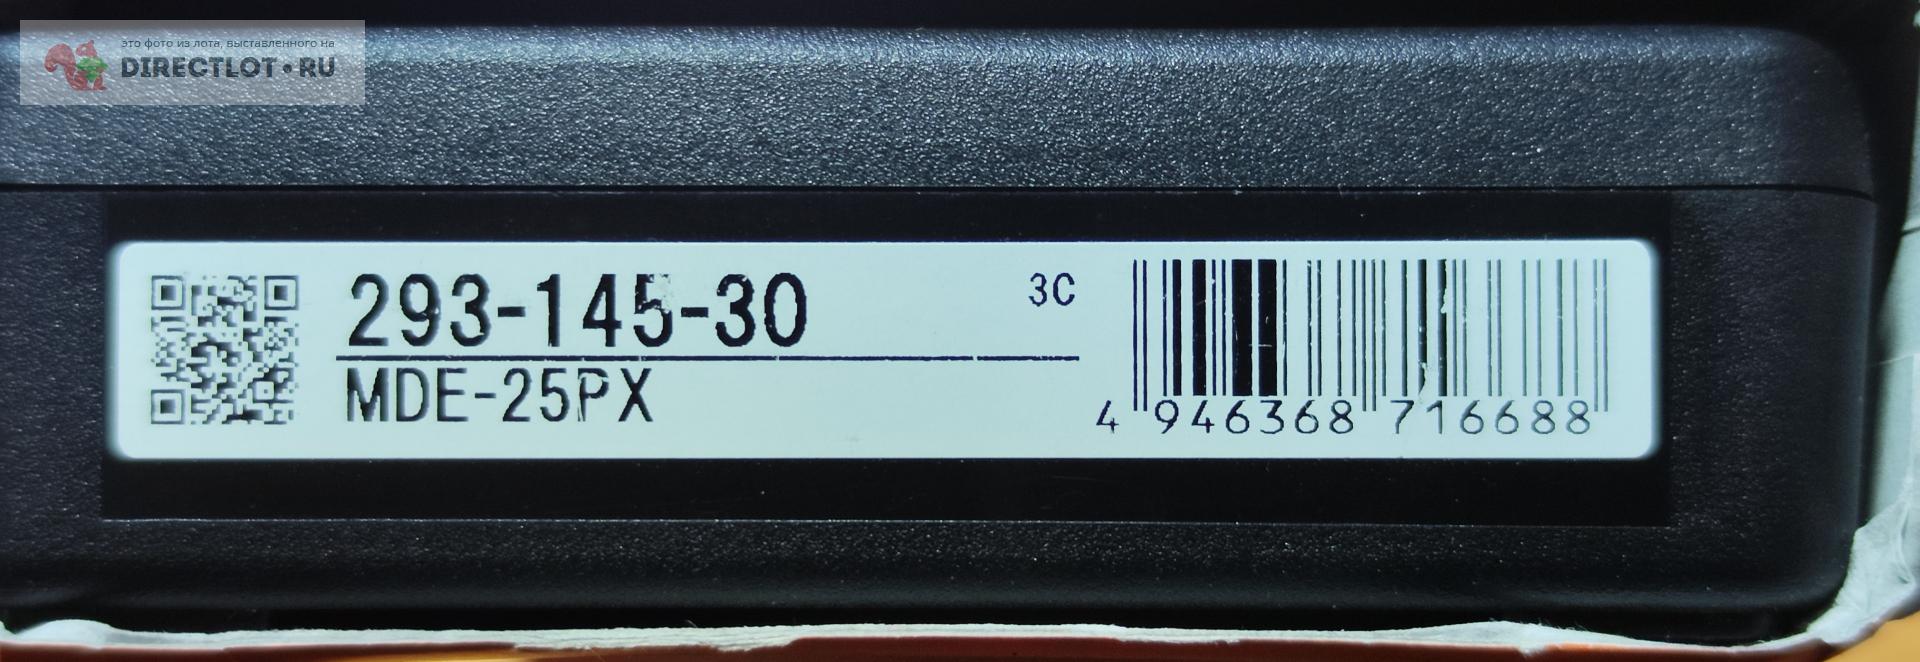 это фото из лота, выставленного на
DIRECTLOT•RU
293-145-30
3C
MDE-25PX
4 946368 716688